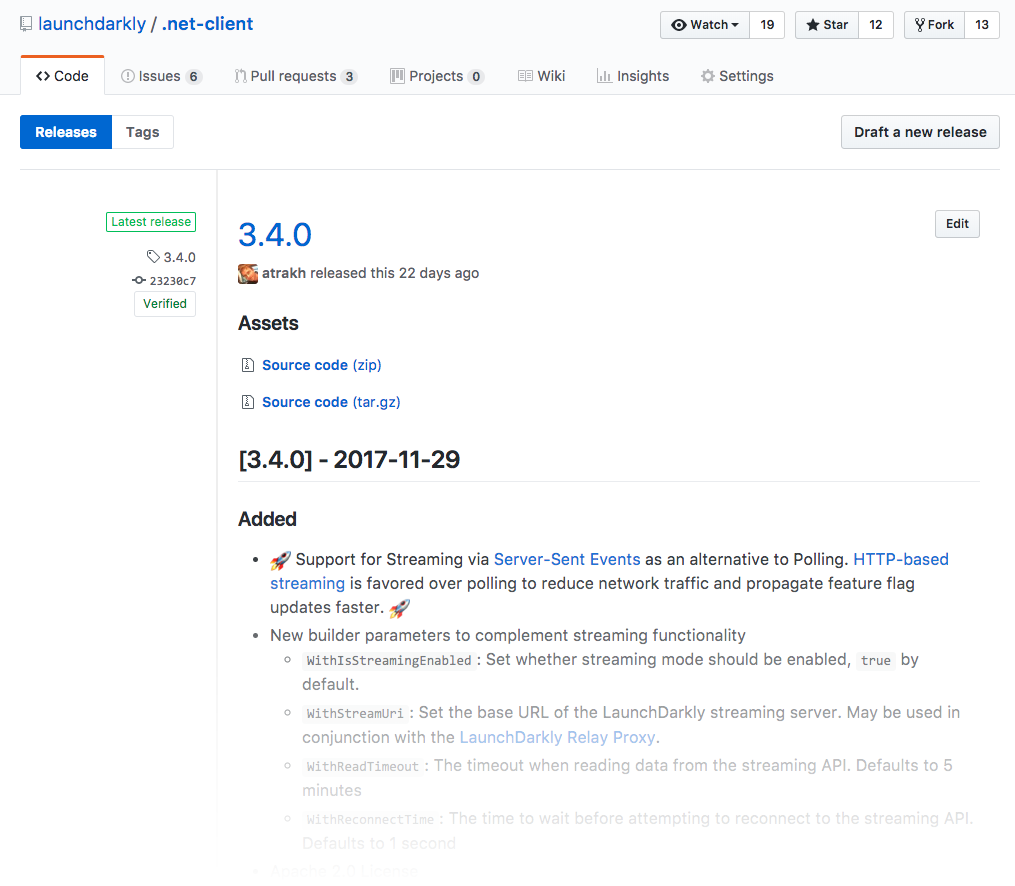 launchdarkly / .net-client
Watch 19 Star 12 Fork 13
Code Issues 6 Pull requests 3 Projects 0 Wiki Insights Settings
Releases Tags Draft a new release
Latest release
3.4.0
23230c7
Verified
3.4.0 Edit
atrakh released this 22 days ago
Assets
Source code (zip)
Source code (tar.gz)
[3.4.0] - 2017-11-29
Added
• 🚀 Support for Streaming via Server-Sent Events as an alternative to Polling. HTTP-based
streaming is favored over polling to reduce network traffic and propagate feature flag
updates faster. 🚀
• New builder parameters to complement streaming functionality
◦ WithIsStreamingEnabled : Set whether streaming mode should be enabled, true by
default.
◦ WithStreamUri : Set the base URL of the LaunchDarkly streaming server. May be used in
conjunction with the LaunchDarkly Relay Proxy.
◦ WithReadTimeout : The timeout when reading data from the streaming API. Defaults to 5
minutes
◦ WithReconnectTime : The time to wait before attempting to reconnect to the streaming API.
Defaults to 1 second
• Apache 2.0 License